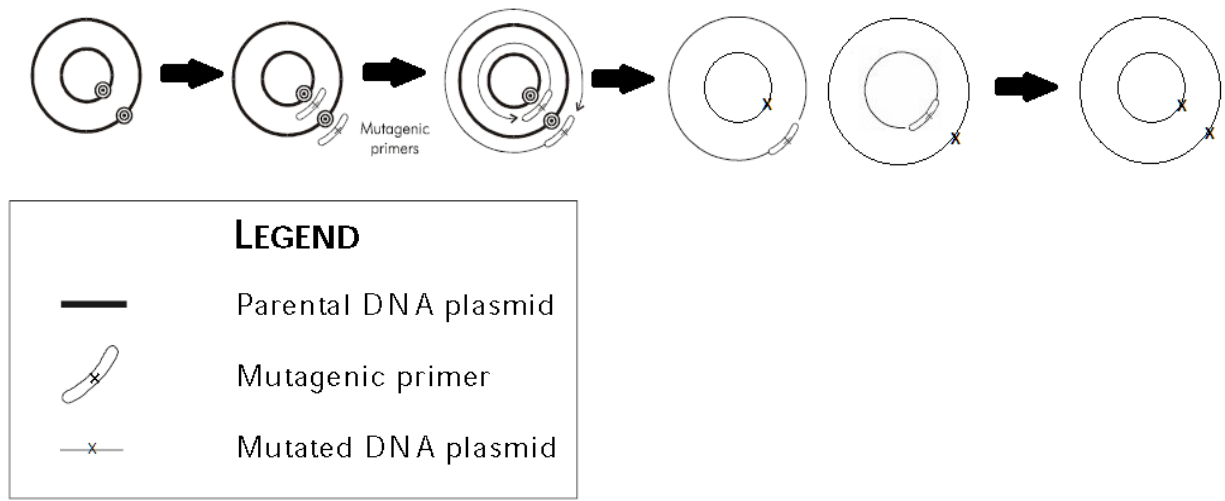 Mutagenic
primers
LEGEND
Parental DNA plasmid
Mutagenic primer
Mutated DNA plasmid